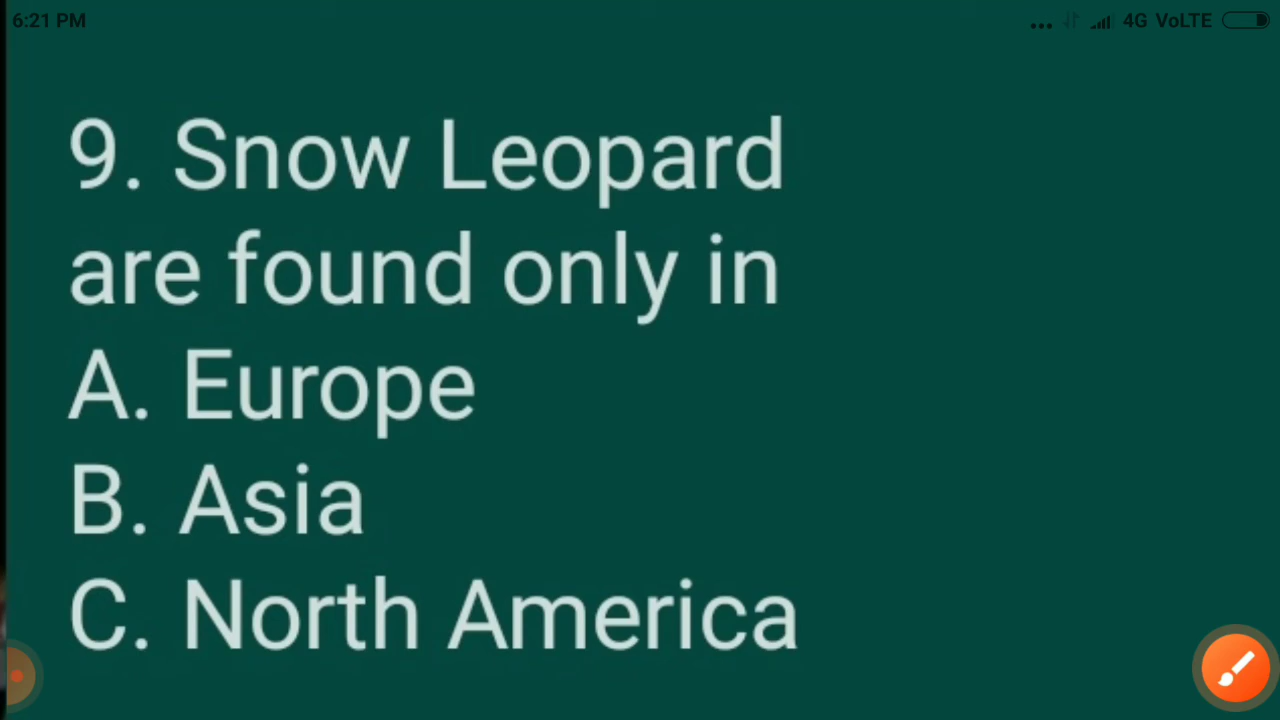 6:21 PM ... 4G VoLTE
9. Snow Leopard
are found only in
A. Europe
B. Asia
C. North America